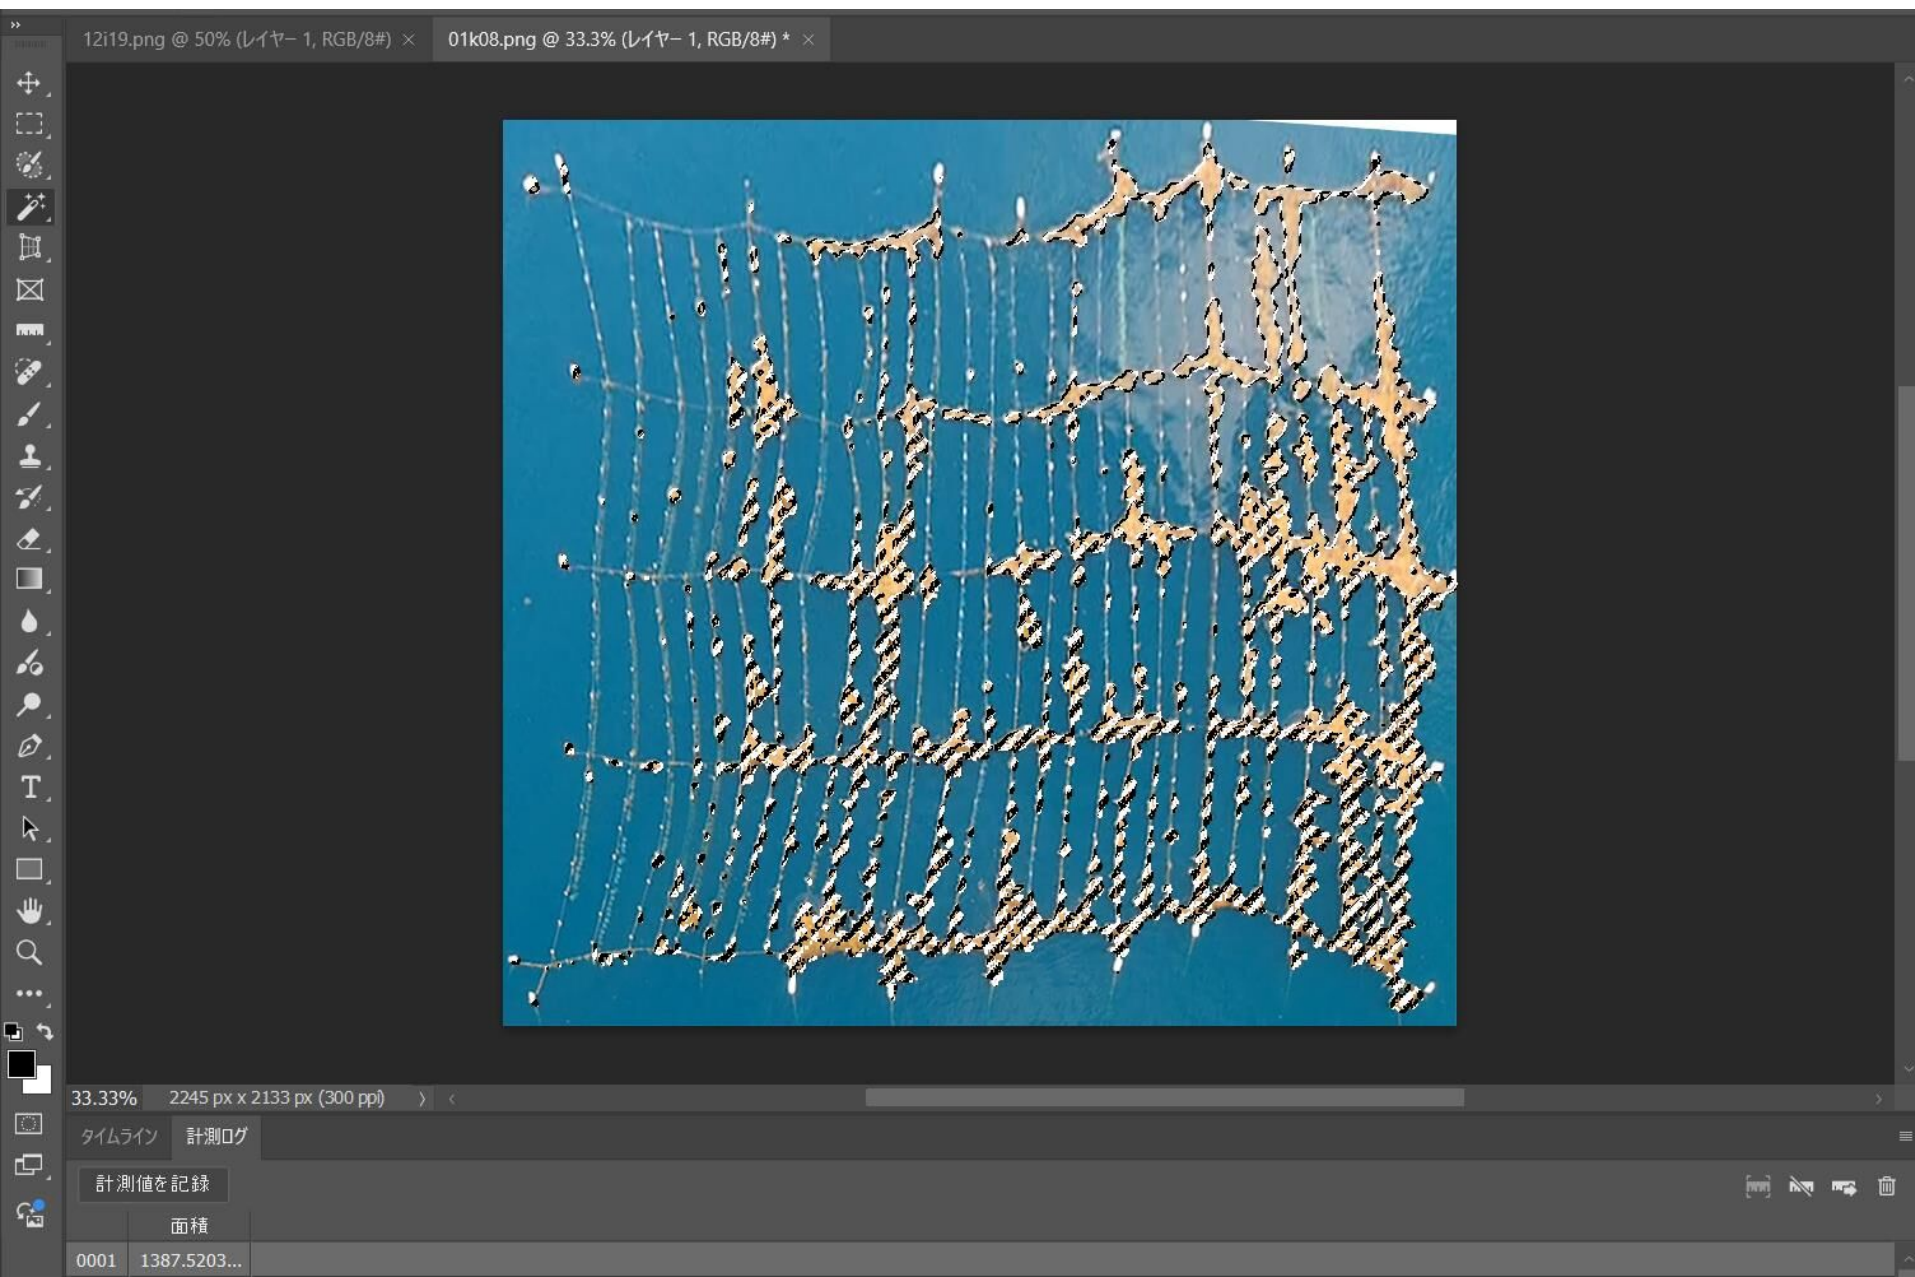 12i19.png @ 50% (レイヤー 1, RGB/8#) ×
01k08.png @ 33.3% (レイヤー 1, RGB/8#) * ×
33.33%
2245 px x 2133 px (300 ppi)
タイムライン
計測ログ
計測値を記録
面積
0001
1387.5203...